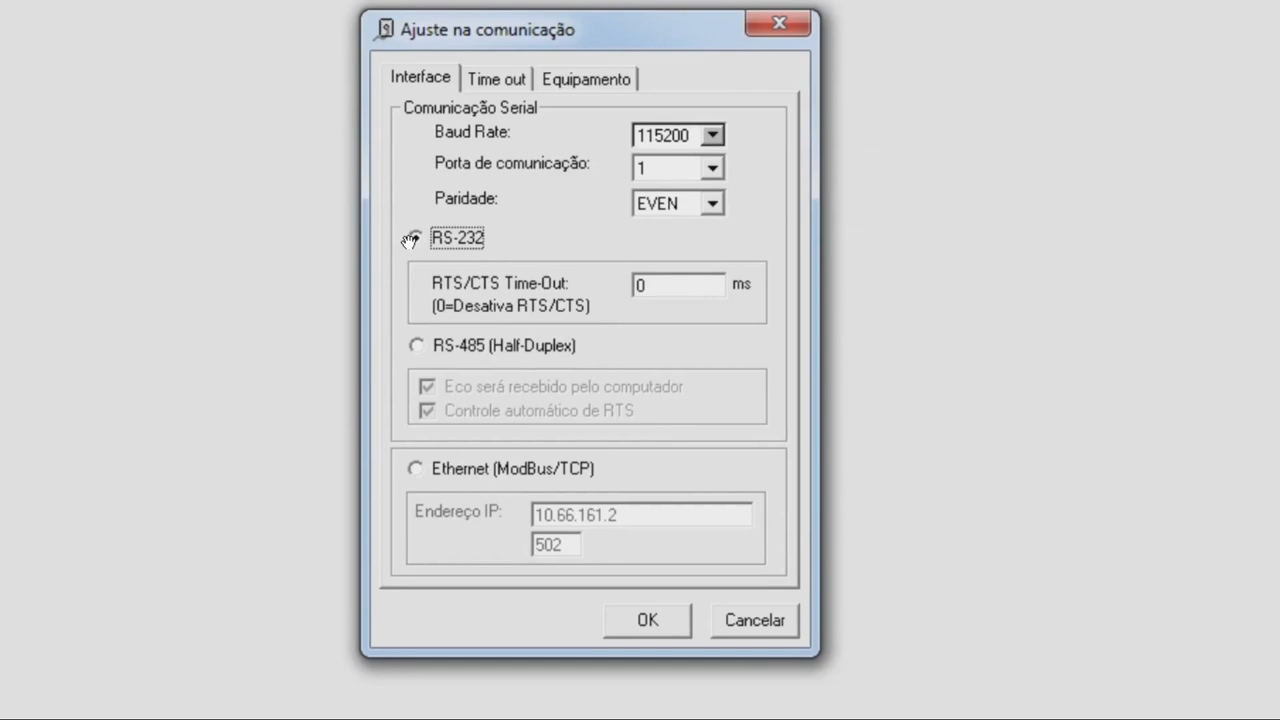 Ajuste na comunicação
Interface Time out Equipamento
Comunicação Serial
Baud Rate: 115200
Porta de comunicação: 1
Paridade: EVEN
RS-232
RTS/CTS Time-Out: 0 ms
(0=Desativa RTS/CTS)
RS-485 (Half-Duplex)
Eco será recebido pelo computador
Controle automático de RTS
Ethernet (ModBus/TCP)
Endereço IP: 10.66.161.2
502
OK Cancelar